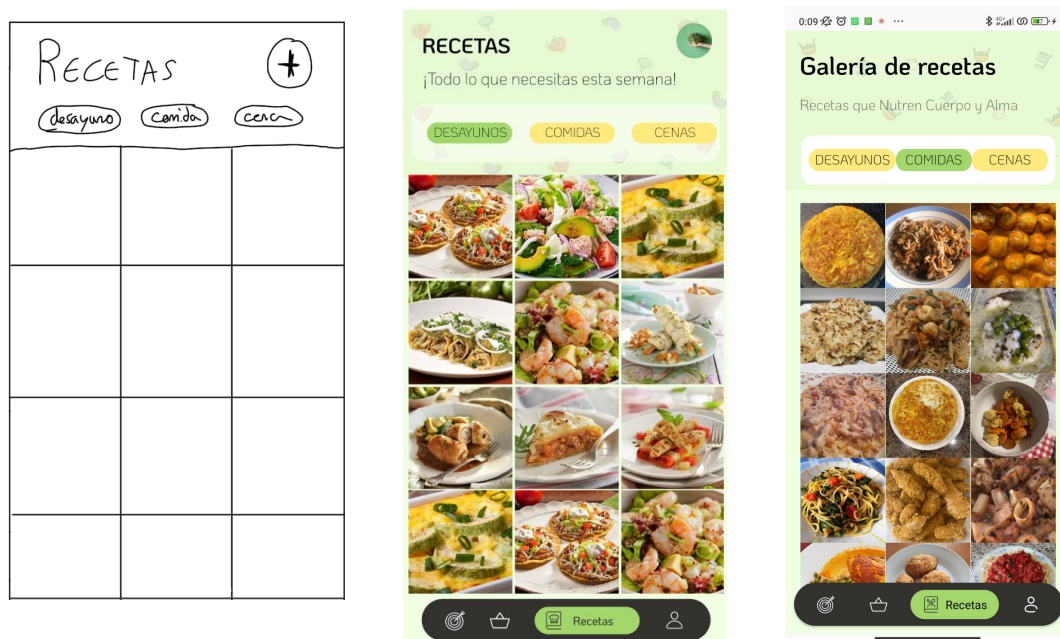 RECETAS
+
desayuno comida cena
RECETAS
¡Todo lo que necesitas esta semana!
DESAYUNOS COMIDAS CENAS
Recetas
0:09
Galería de recetas
Recetas que Nutren Cuerpo y Alma
DESAYUNOS COMIDAS CENAS
Recetas